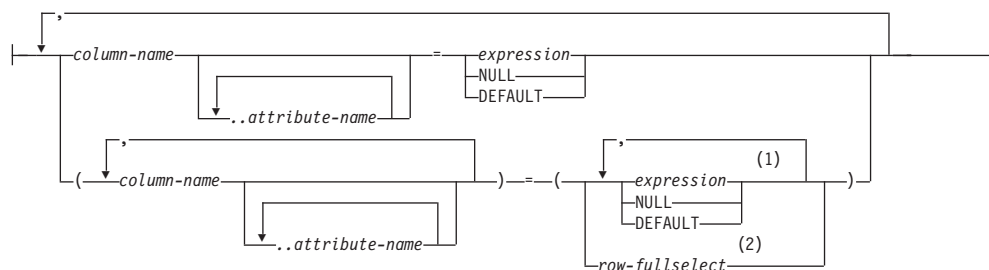 ,
column-name = expression
NULL
..attribute-name DEFAULT
, ,
(1)
( column-name ) = ( expression )
NULL
..attribute-name DEFAULT
(2)
row-fullselect